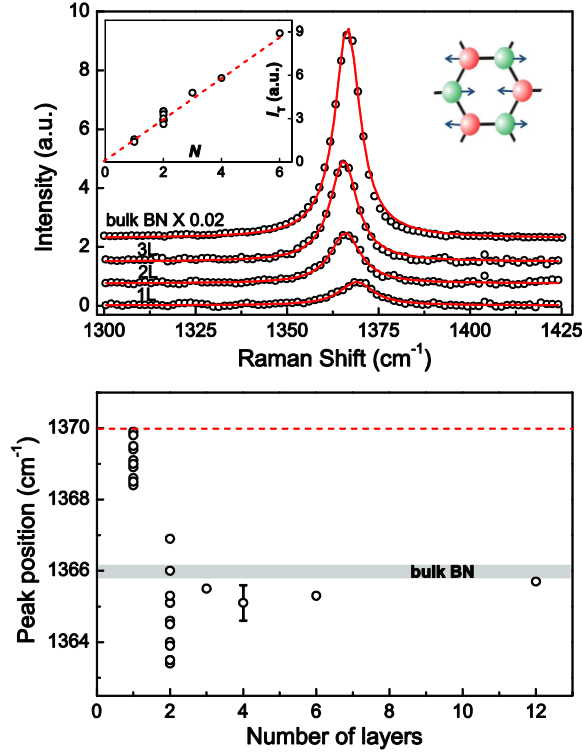 10
8
6
4
2
0
Intensity (a.u.)
9
6
3
0
I_T (a.u.)
0 2 4 6
N
bulk BN X 0.02
3L
2L
1L
1300 1325 1350 1375 1400 1425
Raman Shift (cm⁻¹)
1370
1368
1366
1364
Peak position (cm⁻¹)
bulk BN
0 2 4 6 8 10 12
Number of layers